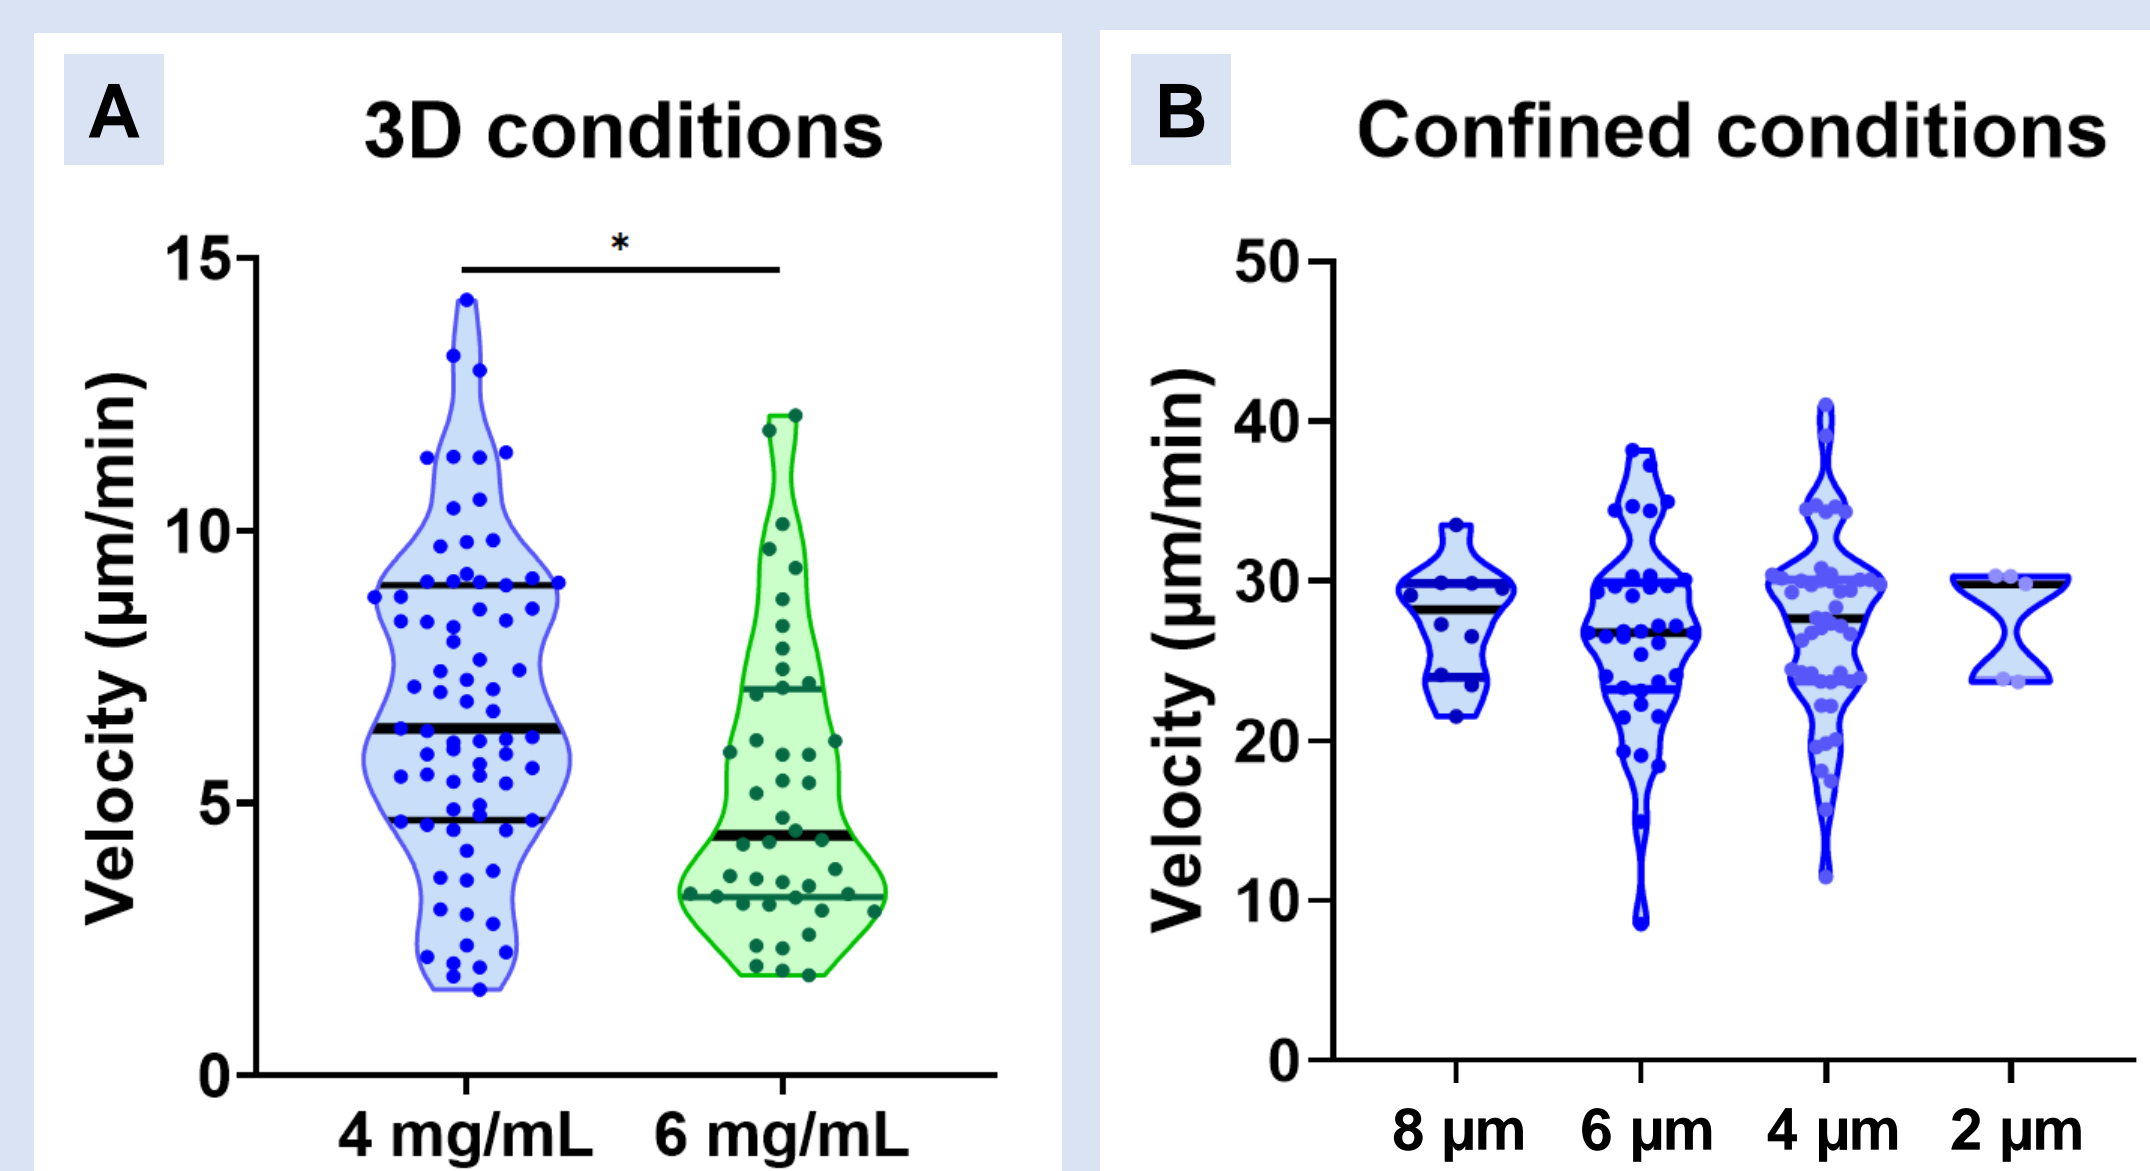 A
3D conditions
*
15
10
5
0
Velocity (µm/min)
4 mg/mL 6 mg/mL
B
Confined conditions
50
40
30
20
10
0
Velocity (µm/min)
8 µm 6 µm 4 µm 2 µm